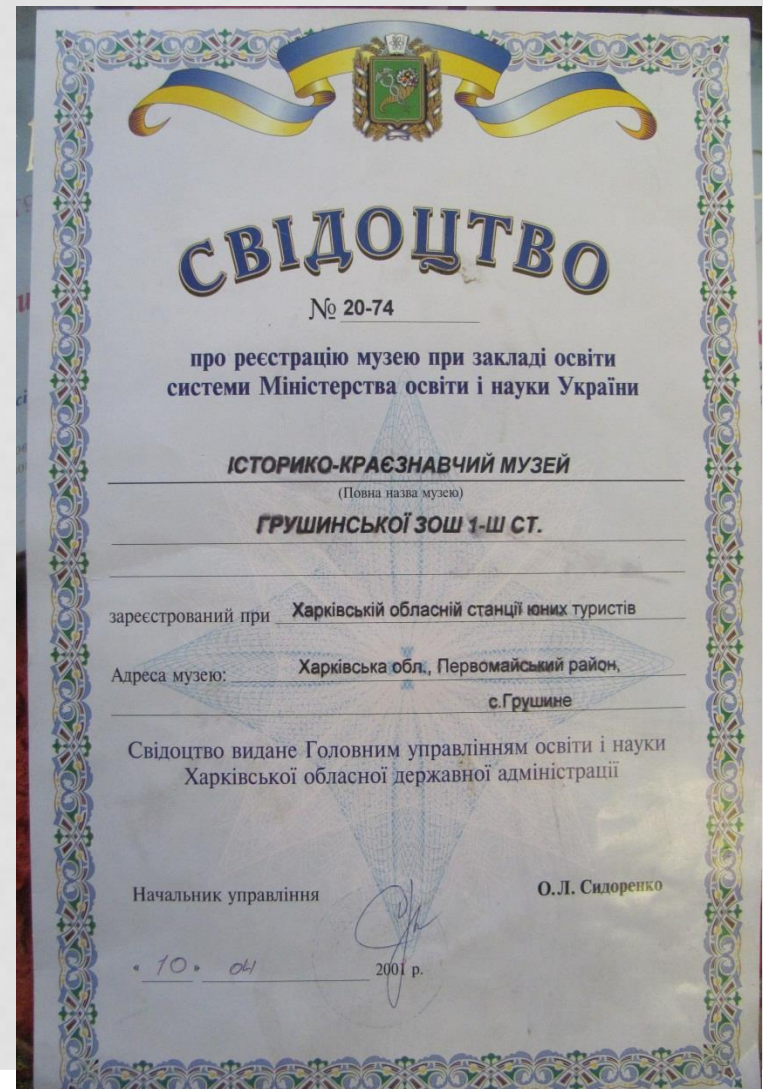 СВІДОЦТВО
№ 20-74
про реєстрацію музею при закладі освіти
системи Міністерства освіти і науки України
ІСТОРИКО-КРАЄЗНАВЧИЙ МУЗЕЙ
(Повна назва музею)
ГРУШИНСЬКОЇ ЗОШ 1-Ш СТ.
зареєстрований при Харківській обласній станції юних туристів
Адреса музею: Харківська обл., Первомайський район,
с.Грушине
Свідоцтво видане Головним управлінням освіти і науки
Харківської обласної державної адміністрації
Начальник управління О.Л. Сидоренко
« 10 » 04 2001 р.